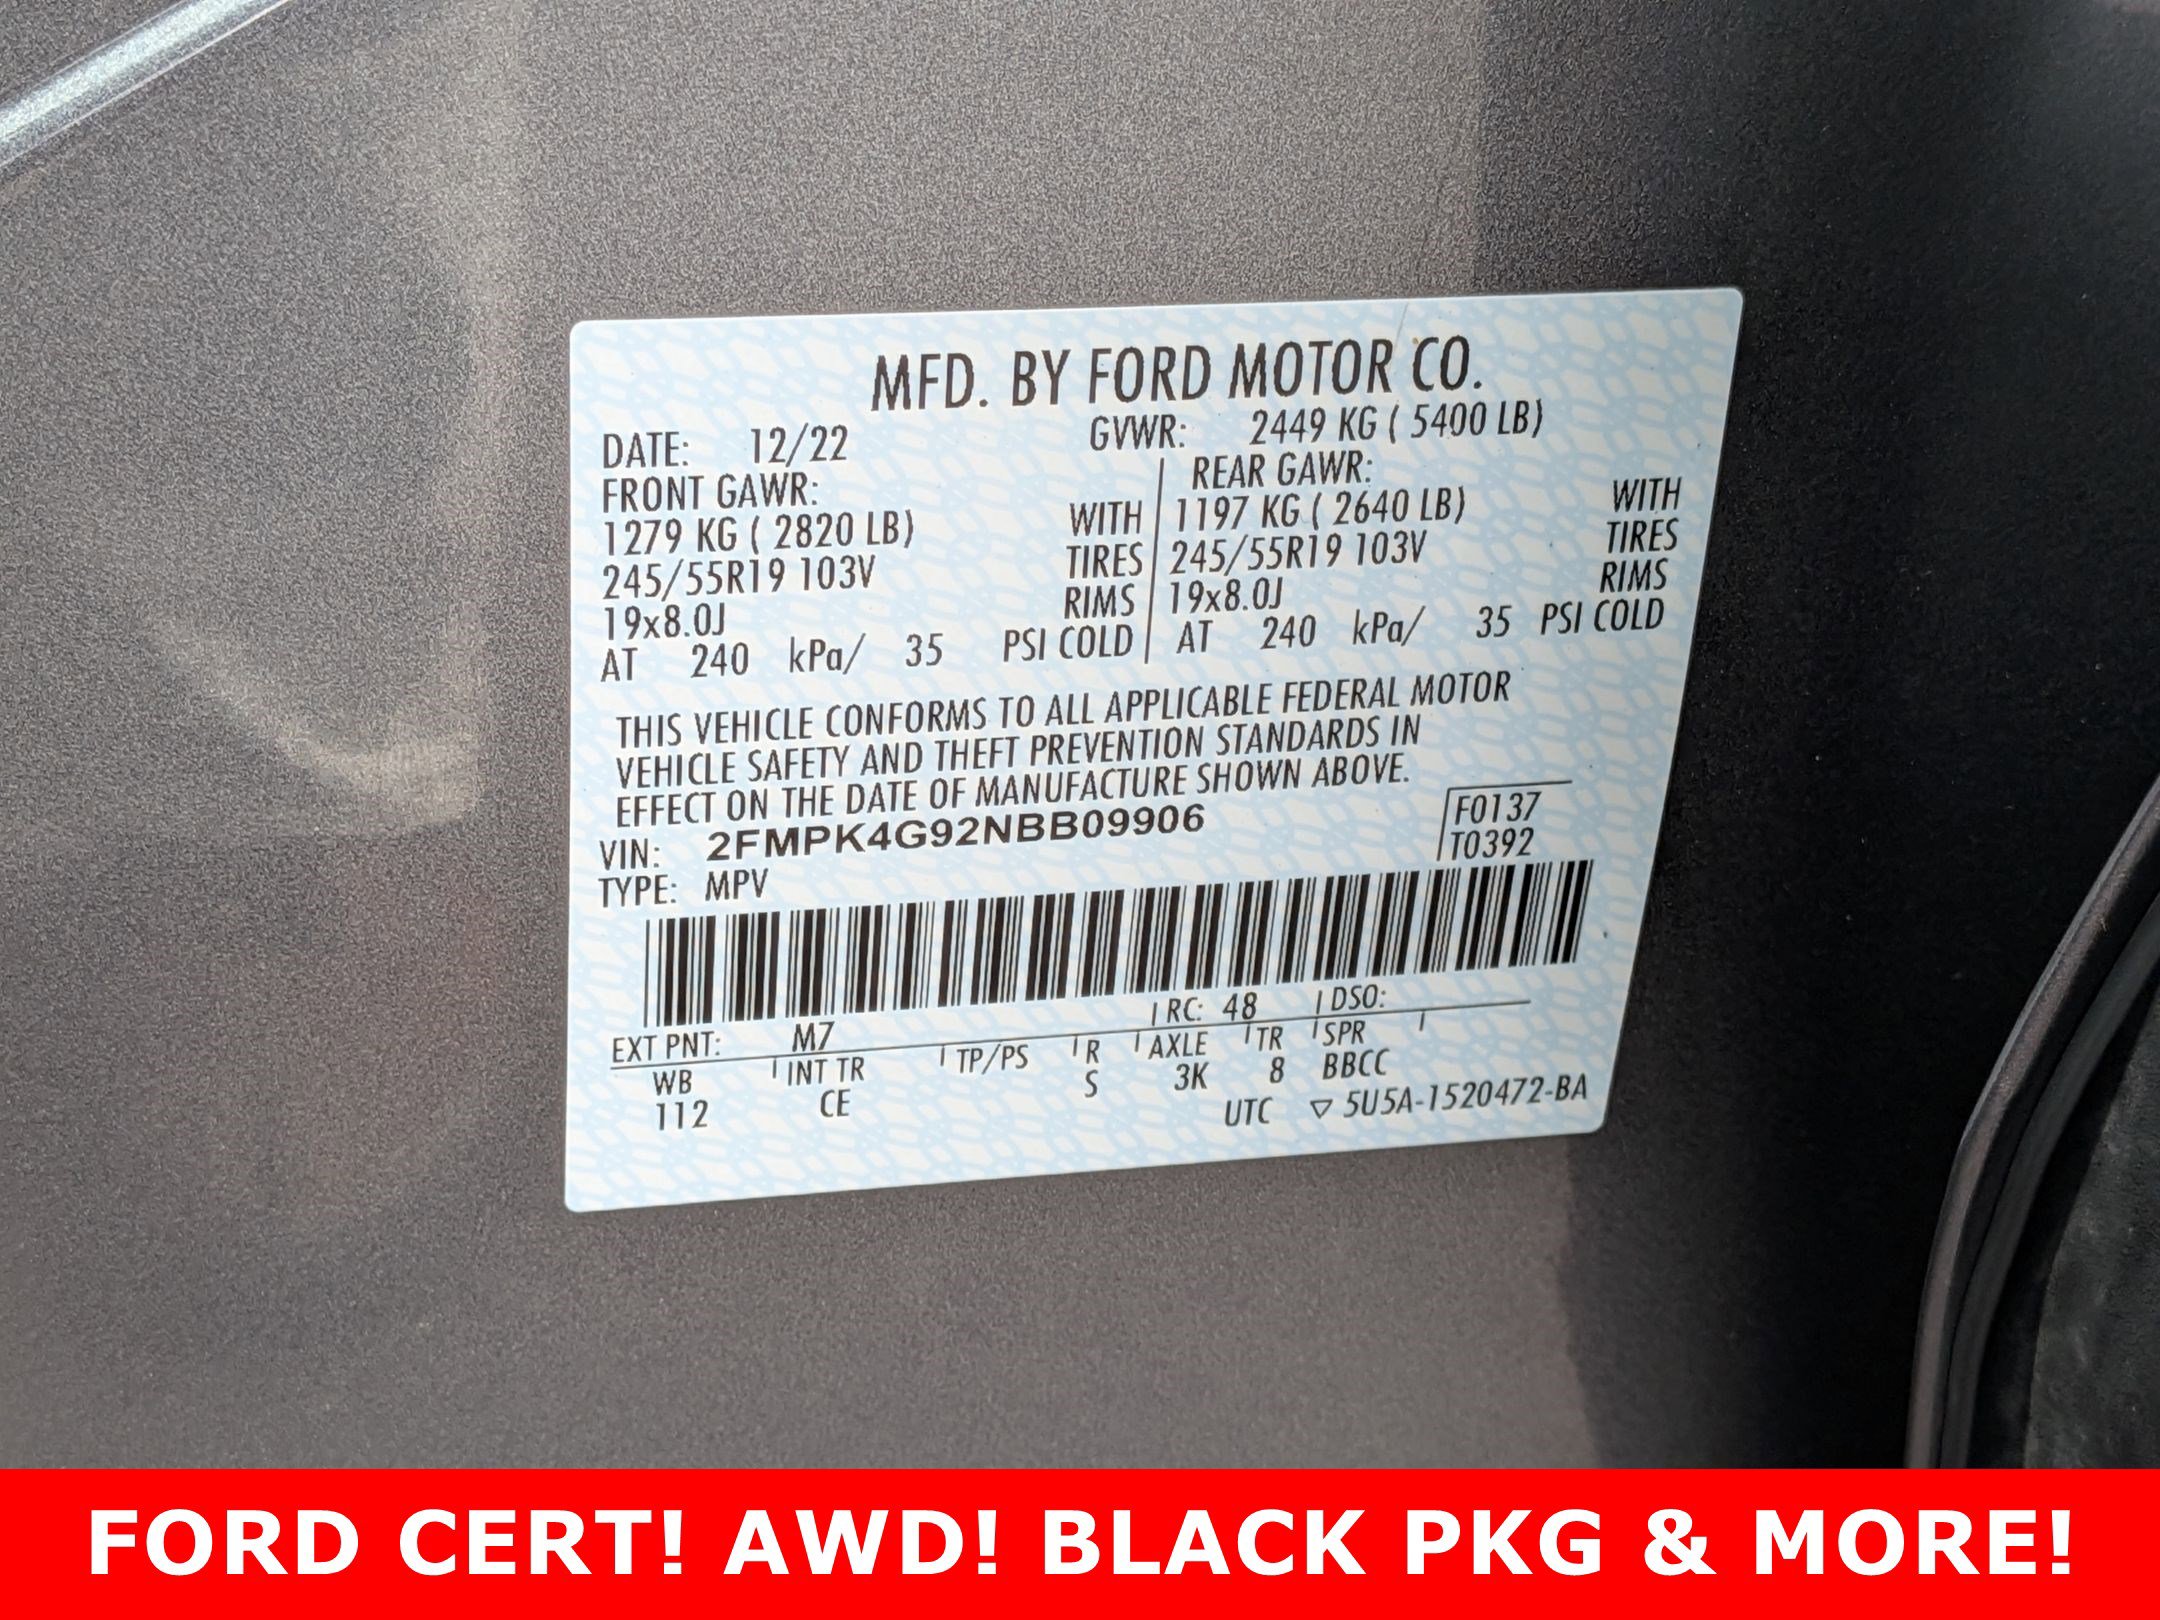 MFD. BY FORD MOTOR CO.
DATE: 12/22 GVWR: 2449 KG ( 5400 LB)
FRONT GAWR: REAR GAWR:
1279 KG ( 2820 LB) WITH 1197 KG ( 2640 LB) WITH
245/55R19 103V TIRES 245/55R19 103V TIRES
19x8.0J RIMS 19x8.0J RIMS
AT 240 kPa/ 35 PSI COLD AT 240 kPa/ 35 PSI COLD
THIS VEHICLE CONFORMS TO ALL APPLICABLE FEDERAL MOTOR
VEHICLE SAFETY AND THEFT PREVENTION STANDARDS IN
EFFECT ON THE DATE OF MANUFACTURE SHOWN ABOVE.
VIN: 2FMPK4G92NBB09906 F0137
TYPE: MPV T0392
EXT PNT: M7 RC: 48 DSO:
WB INT TR TP/PS R AXLE TR SPR
112 CE S 3K 8 BBCC
UTC ▽ 5U5A-1520472-BA
FORD CERT! AWD! BLACK PKG & MORE!